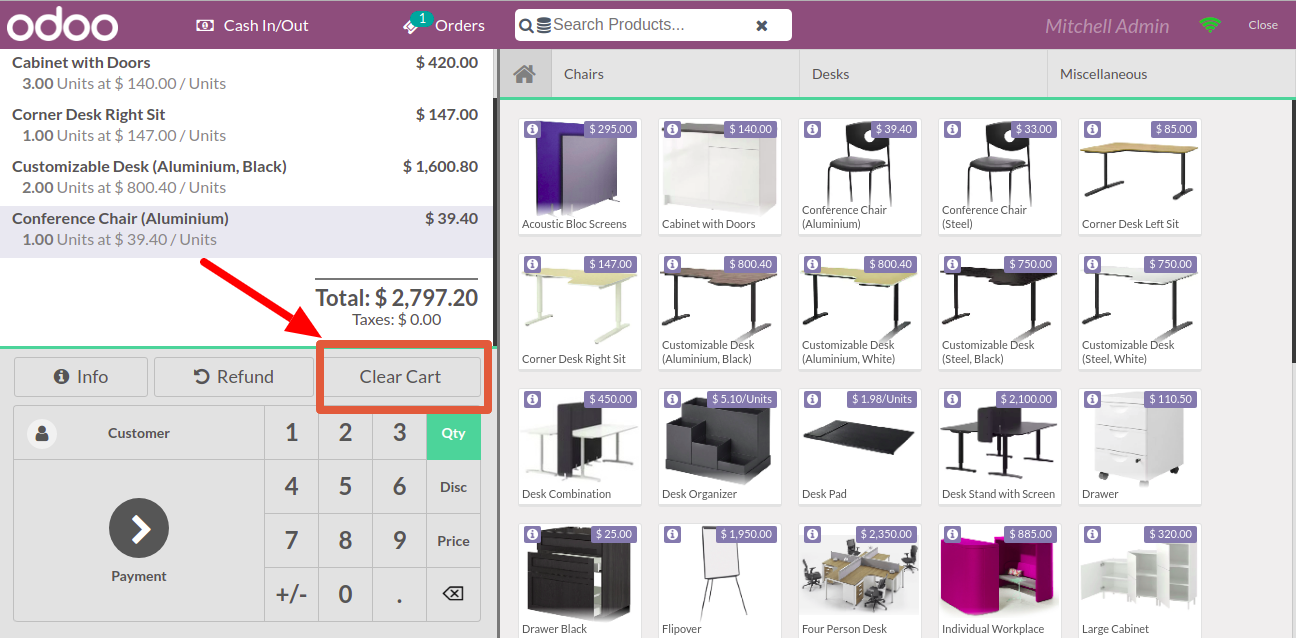 odoo
Cash In/Out
1
Orders
Search Products...
Mitchell Admin
Close
Cabinet with Doors $ 420.00
3.00 Units at $ 140.00 / Units
Corner Desk Right Sit $ 147.00
1.00 Units at $ 147.00 / Units
Customizable Desk (Aluminium, Black) $ 1,600.80
2.00 Units at $ 800.40 / Units
Conference Chair (Aluminium) $ 39.40
1.00 Units at $ 39.40 / Units
Total: $ 2,797.20
Taxes: $ 0.00
Info
Refund
Clear Cart
Customer
1 2 3 Qty
4 5 6 Disc
7 8 9 Price
+/- 0 .
Payment
Chairs
Desks
Miscellaneous
$ 295.00
Acoustic Bloc Screens
$ 140.00
Cabinet with Doors
$ 39.40
Conference Chair
(Aluminium)
$ 33.00
Conference Chair
(Steel)
$ 85.00
Corner Desk Left Sit
$ 147.00
Corner Desk Right Sit
$ 800.40
Customizable Desk
(Aluminium, Black)
$ 800.40
Customizable Desk
(Aluminium, White)
$ 750.00
Customizable Desk
(Steel, Black)
$ 750.00
Customizable Desk
(Steel, White)
$ 450.00
Desk Combination
$ 5.10/Units
Desk Organizer
$ 1.98/Units
Desk Pad
$ 2,100.00
Desk Stand with Screen
$ 110.50
Drawer
$ 25.00
Drawer Black
$ 1,950.00
Flipover
$ 2,350.00
Four Person Desk
$ 885.00
Individual Workplace
$ 320.00
Large Cabinet